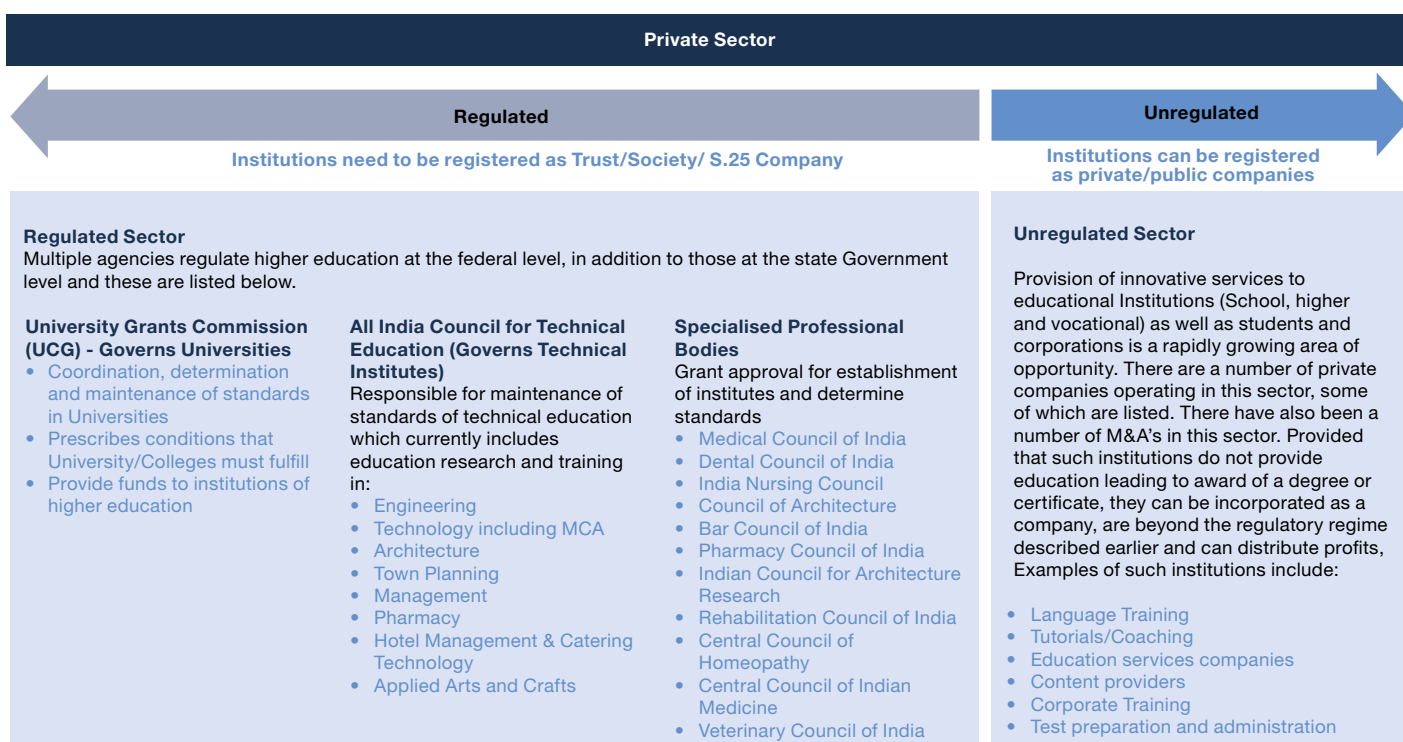 Private Sector
Regulated
Institutions need to be registered as Trust/Society/ S.25 Company
Regulated Sector
Multiple agencies regulate higher education at the federal level, in addition to those at the state Government
level and these are listed below.
University Grants Commission
(UCG) - Governs Universities
• Coordination, determination
and maintenance of standards
in Universities
• Prescribes conditions that
University/Colleges must fulfill
• Provide funds to institutions of
higher education
All India Council for Technical
Education (Governs Technical
Institutes)
Responsible for maintenance of
standards of technical education
which currently includes
education research and training
in:
• Engineering
• Technology including MCA
• Architecture
• Town Planning
• Management
• Pharmacy
• Hotel Management & Catering
Technology
• Applied Arts and Crafts
Specialised Professional
Bodies
Grant approval for establishment
of institutes and determine
standards
• Medical Council of India
• Dental Council of India
• India Nursing Council
• Council of Architecture
• Bar Council of India
• Pharmacy Council of India
• Indian Council for Architecture
Research
• Rehabilitation Council of India
• Central Council of
Homeopathy
• Central Council of Indian
Medicine
• Veterinary Council of India
Unregulated
Institutions can be registered
as private/public companies
Unregulated Sector
Provision of innovative services to
educational Institutions (School, higher
and vocational) as well as students and
corporations is a rapidly growing area of
opportunity. There are a number of private
companies operating in this sector, some
of which are listed. There have also been a
number of M&A's in this sector. Provided
that such institutions do not provide
education leading to award of a degree or
certificate, they can be incorporated as a
company, are beyond the regulatory regime
described earlier and can distribute profits,
Examples of such institutions include:
• Language Training
• Tutorials/Coaching
• Education services companies
• Content providers
• Corporate Training
• Test preparation and administration